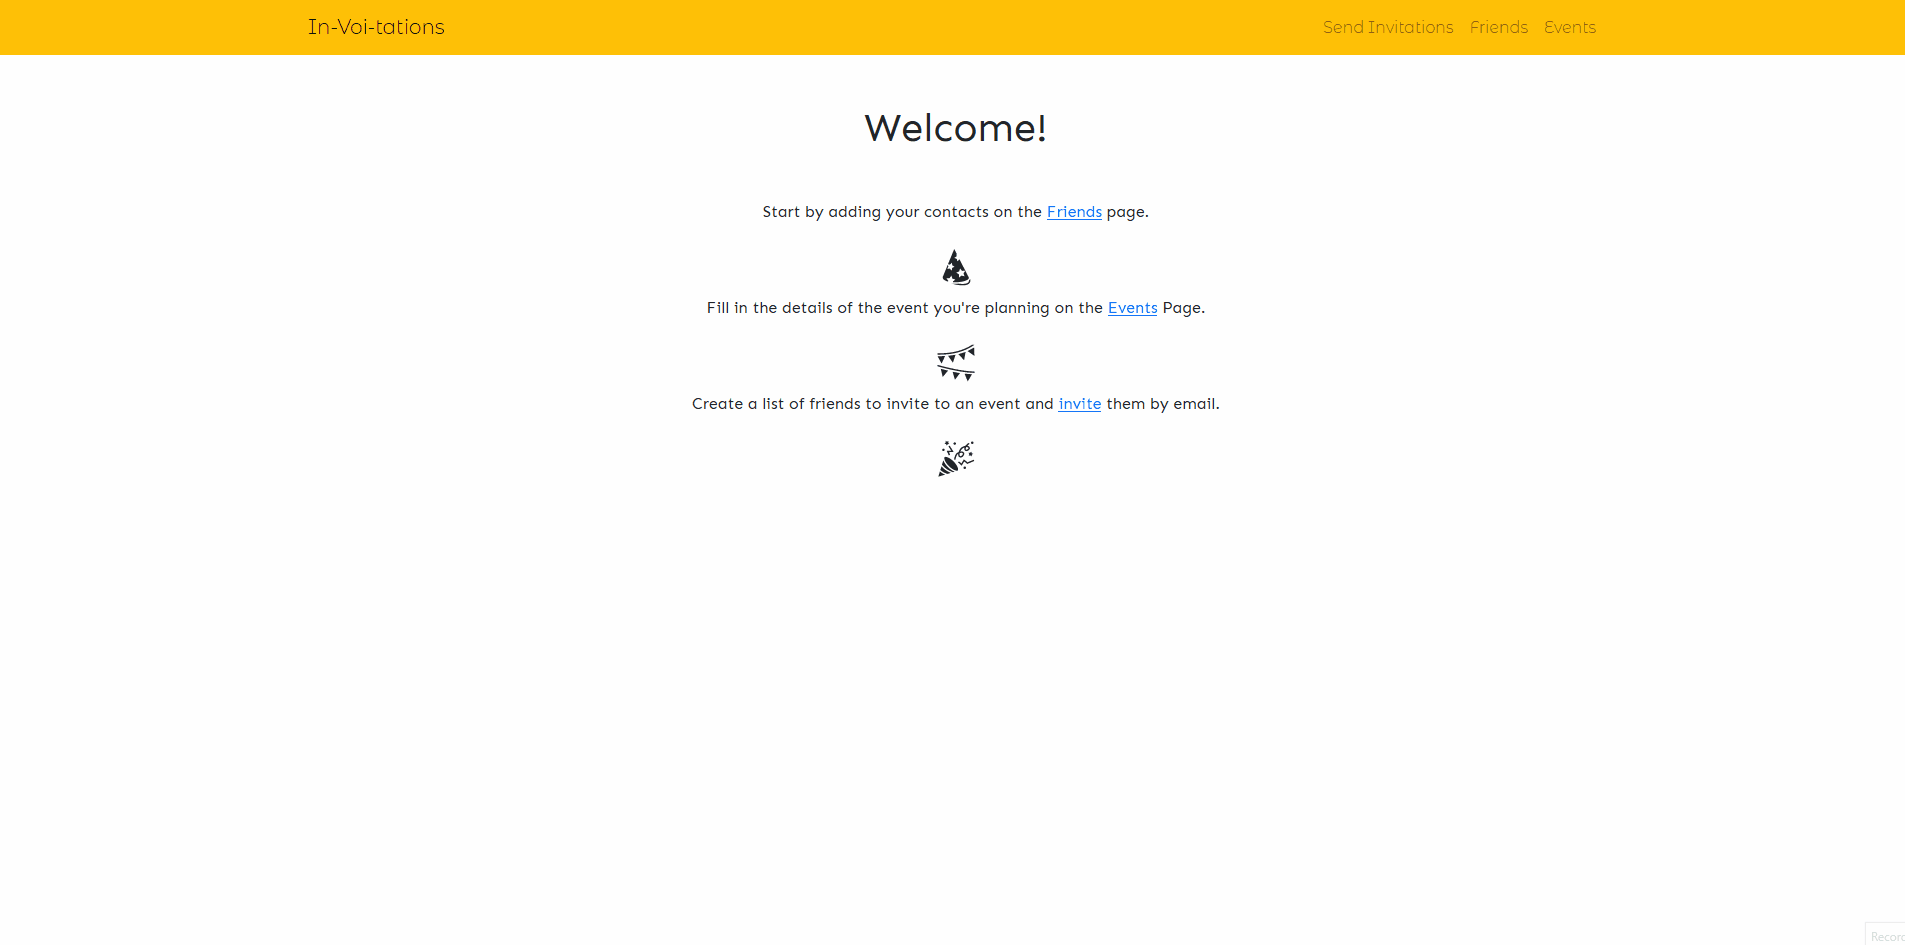 In-Voi-tations
Send Invitations Friends Events
Welcome!
Start by adding your contacts on the Friends page.
Fill in the details of the event you're planning on the Events Page.
Create a list of friends to invite to an event and invite them by email.